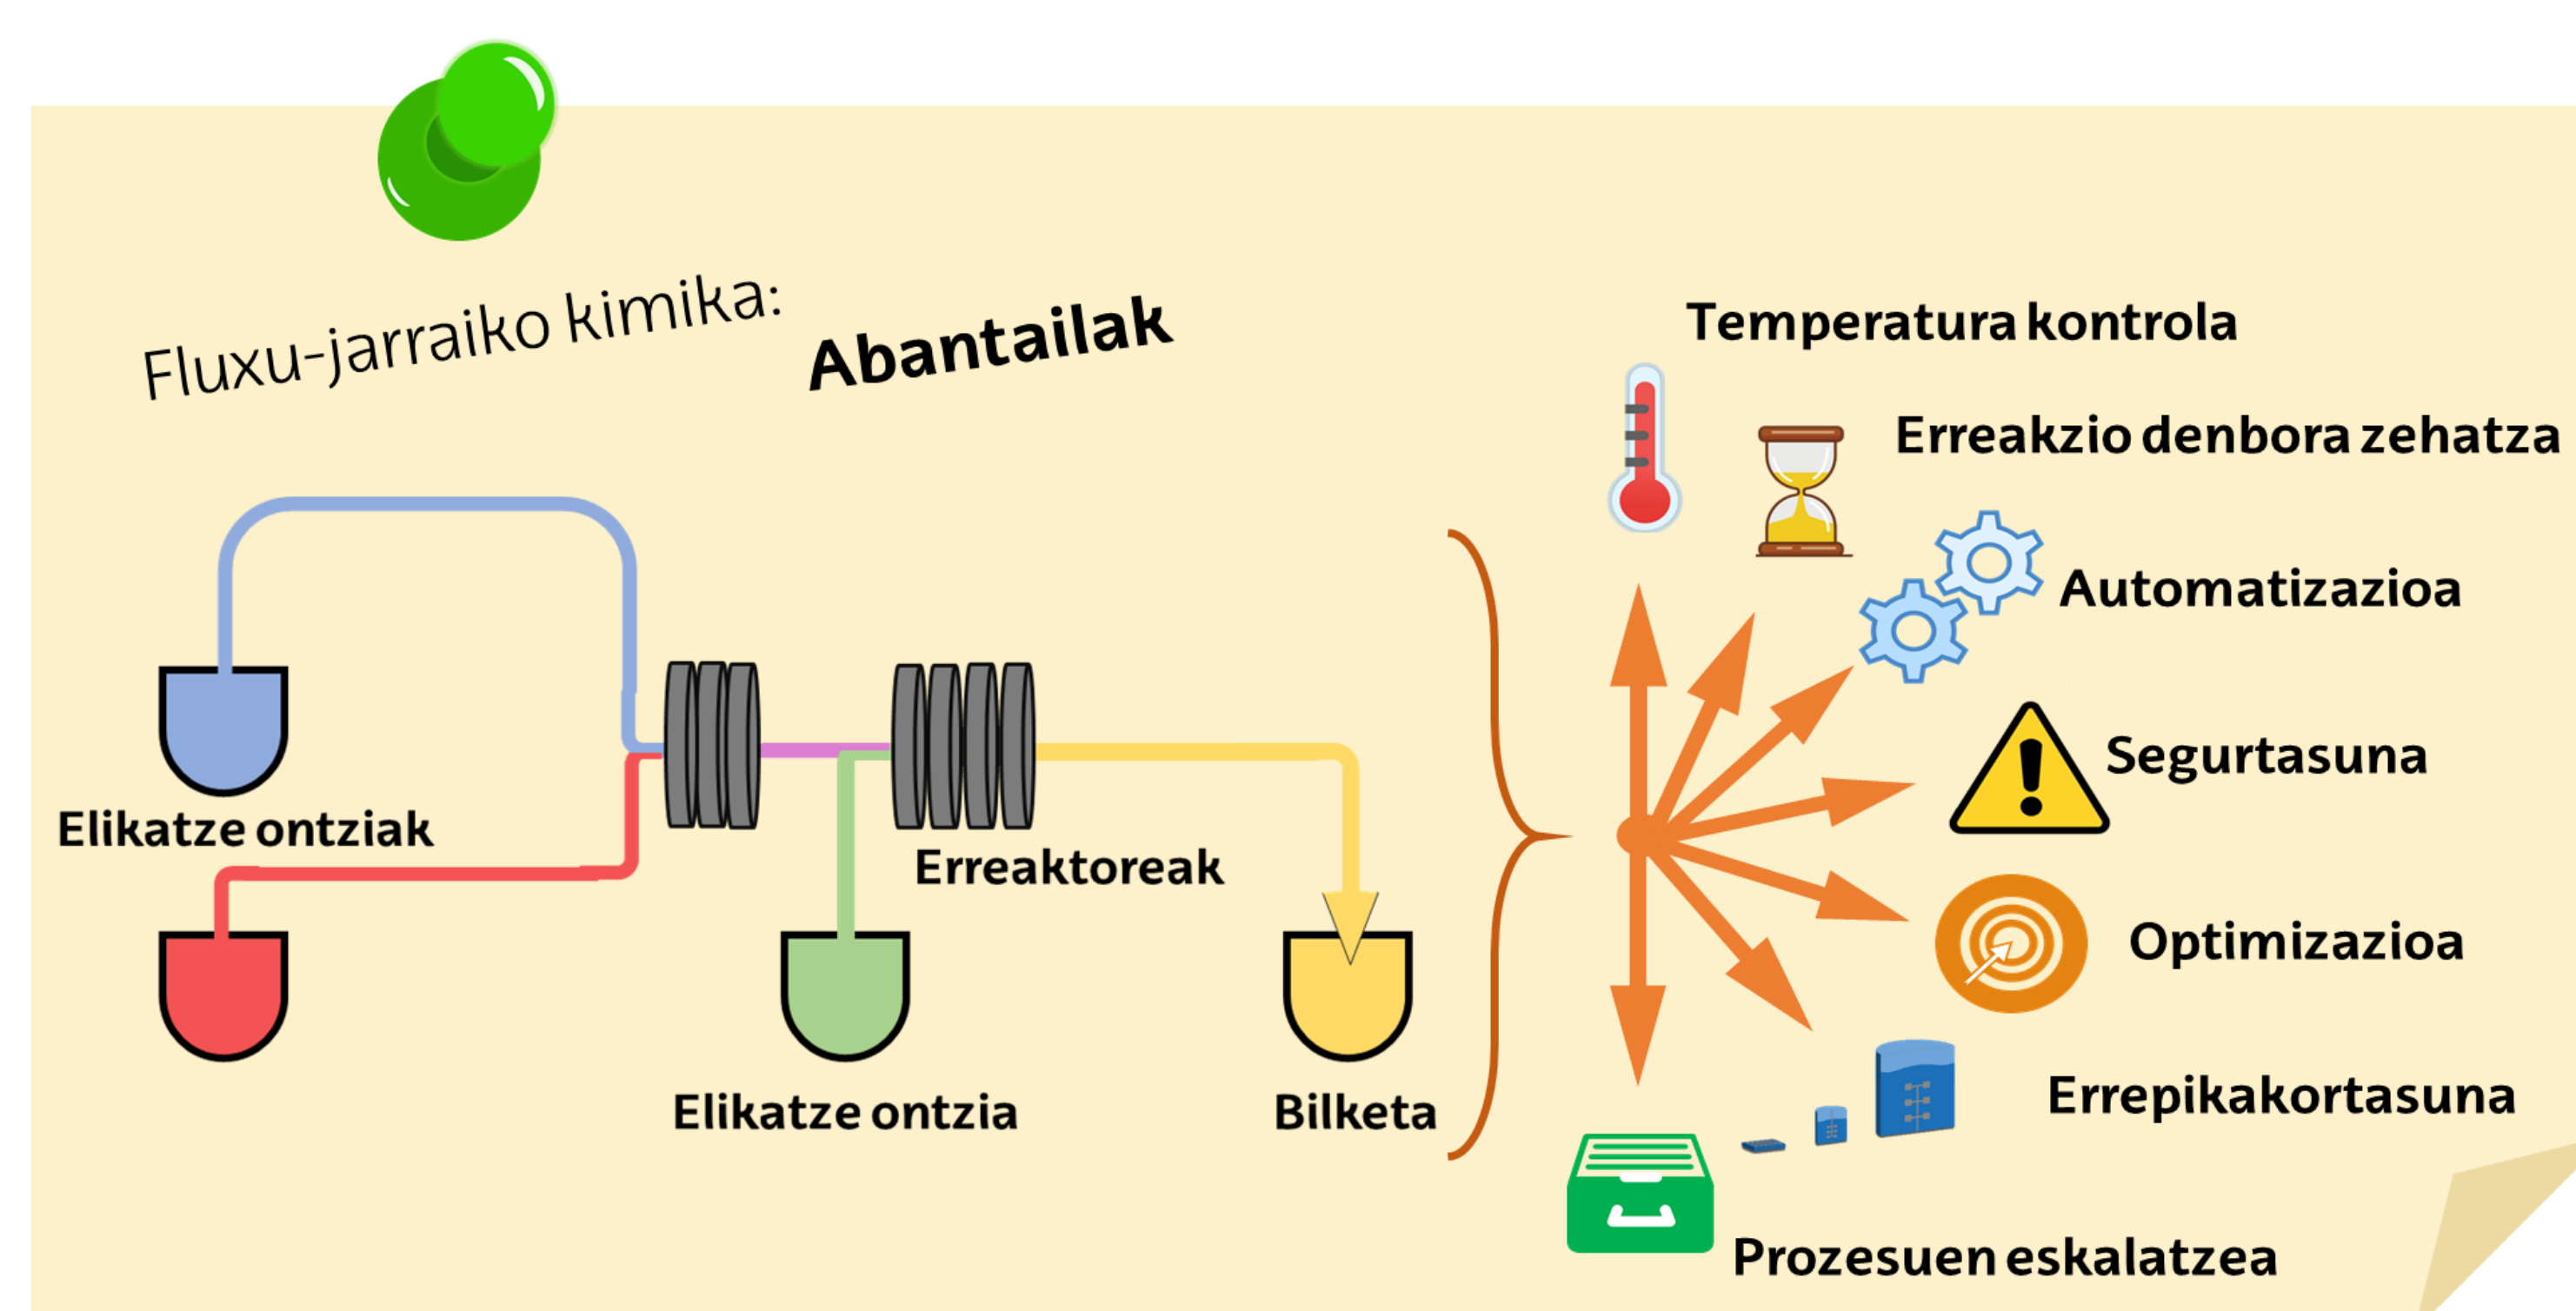 Fluxu-jarraiko kimika: Abantailak
Elikatze ontziak
Erreaktoreak
Elikatze ontzia
Bilketa
Temperatura kontrola
Erreakzio denbora zehatza
Automatizazioa
Segurtasuna
Optimizazioa
Errepikakortasuna
Prozesuen eskalatzea